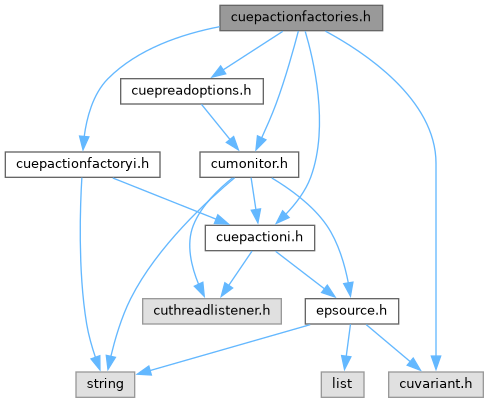 cuepactionfactories.h
cuepreadoptions.h
cuepactionfactoryi.h
cumonitor.h
cuepactioni.h
cuthreadlistener.h
epsource.h
string
list
cuvariant.h